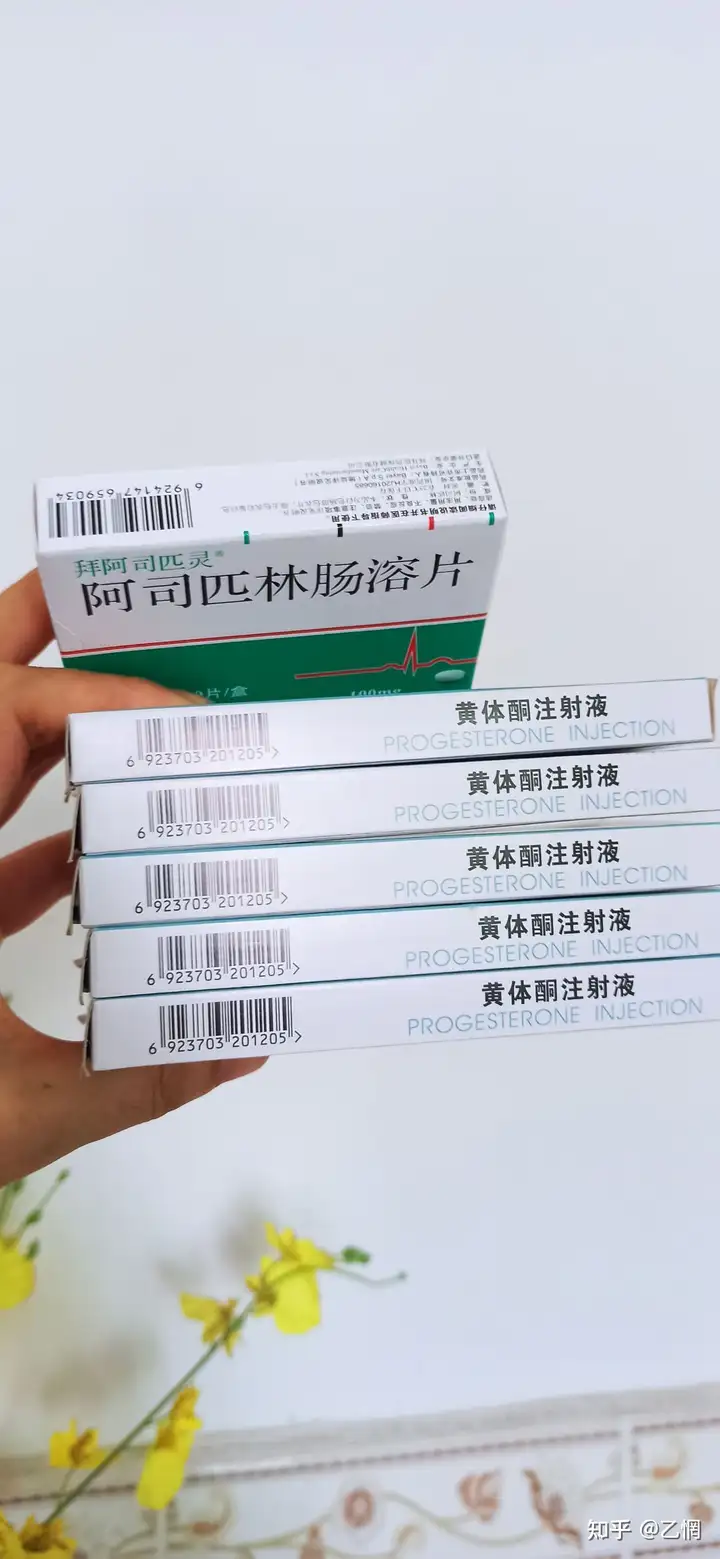 6 924147 659034
请仔细阅读说明书并在医师指导下使用
拜阿司匹灵®
阿司匹林肠溶片
片/盒
100mg
黄体酮注射液
6 923703 201205 >
PROGESTERONE INJECTION
黄体酮注射液
6 923703 201205 >
PROGESTERONE INJECTION
黄体酮注射液
6 923703 201205 >
PROGESTERONE INJECTION
黄体酮注射液
6 923703 201205 >
PROGESTERONE INJECTION
黄体酮注射液
6 923703 201205 >
PROGESTERONE INJECTION
知乎 @乙惘